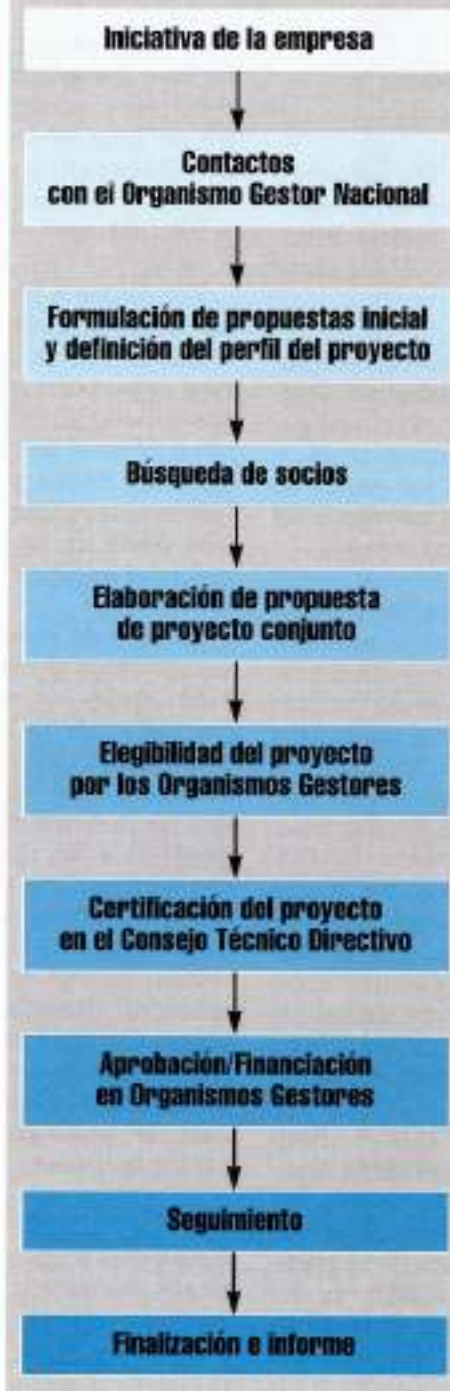 Iniciativa de la empresa
Contactos
con el Organismo Gestor Nacional
Formulación de propuestas inicial
y definición del perfil del proyecto
Búsqueda de socios
Elaboración de propuesta
de proyecto conjunto
Elegibilidad del proyecto
por los Organismos Gestores
Certificación del proyecto
en el Consejo Técnico Directivo
Aprobación/Financiación
en Organismos Gestores
Seguimiento
Finalización e informe